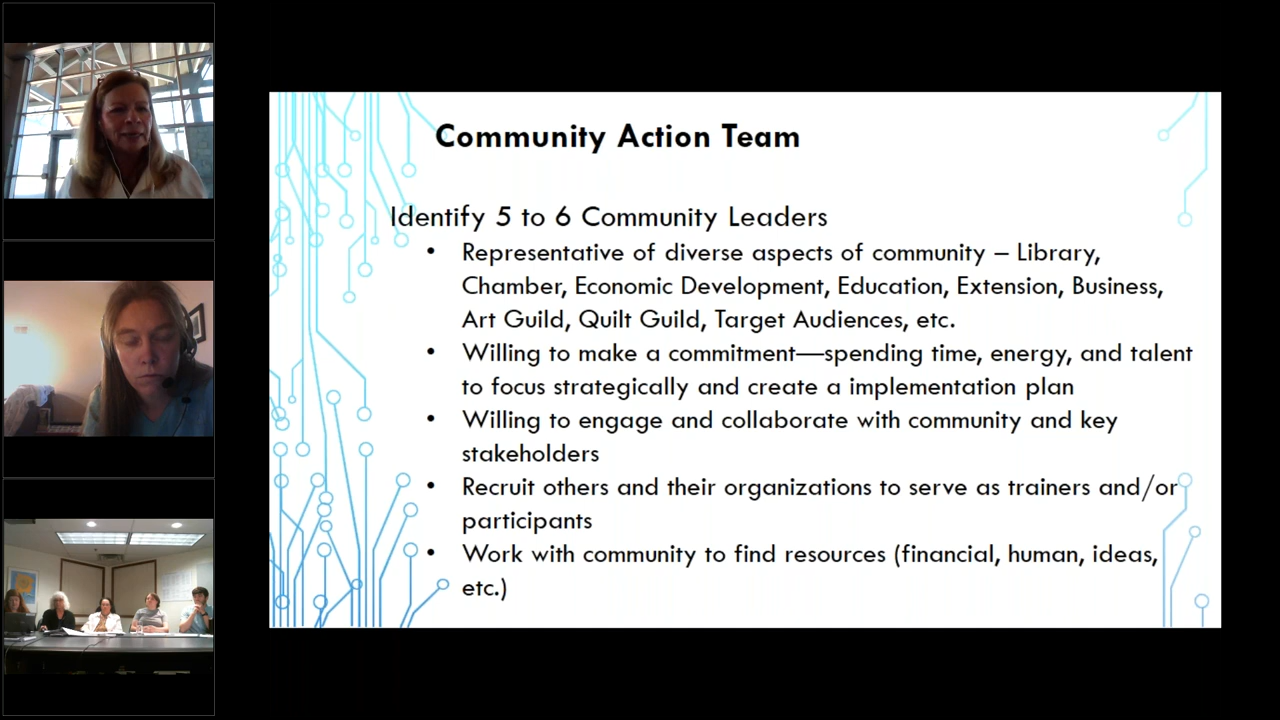 Community Action Team
Identify 5 to 6 Community Leaders
• Representative of diverse aspects of community – Library,
Chamber, Economic Development, Education, Extension, Business,
Art Guild, Quilt Guild, Target Audiences, etc.
• Willing to make a commitment—spending time, energy, and talent
to focus strategically and create a implementation plan
• Willing to engage and collaborate with community and key
stakeholders
• Recruit others and their organizations to serve as trainers and/or
participants
• Work with community to find resources (financial, human, ideas,
etc.)